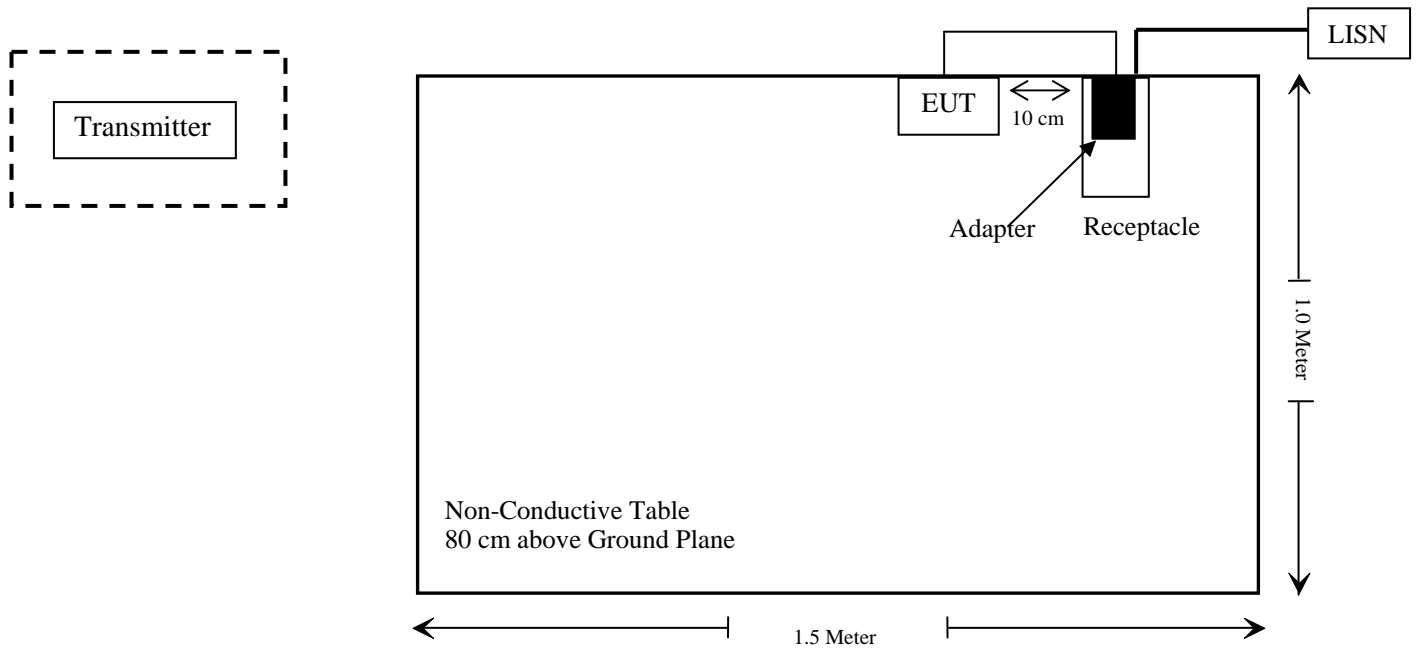 LISN
Transmitter
EUT
10 cm
Adapter
Receptacle
1.0 Meter
Non-Conductive Table
80 cm above Ground Plane
1.5 Meter